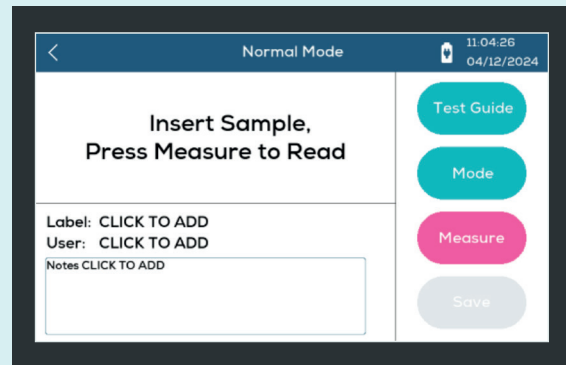 Normal Mode
11:04:26
04/12/2024
Insert Sample,
Press Measure to Read
Label: CLICK TO ADD
User: CLICK TO ADD
Notes CLICK TO ADD
Test Guide
Mode
Measure
Save